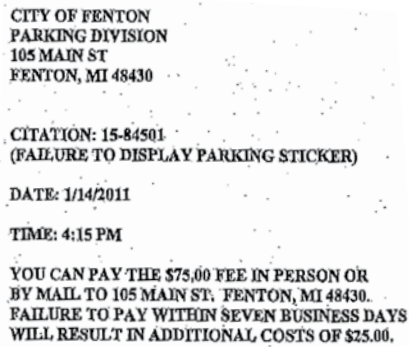 CITY OF FENTON
PARKING DIVISION
105 MAIN ST
FENTON, MI 48430
CITATION: 15-84501
(FAILURE TO DISPLAY PARKING STICKER)
DATE: 1/14/2011
TIME: 4:15 PM
YOU CAN PAY THE $75,00 FEE IN PERSON OR
BY MAIL TO 105 MAIN ST. FENTON, MI 48430.
FAILURE TO PAY WITHIN SEVEN BUSINESS DAYS
WILL RESULT IN ADDITIONAL COSTS OF $25.00.